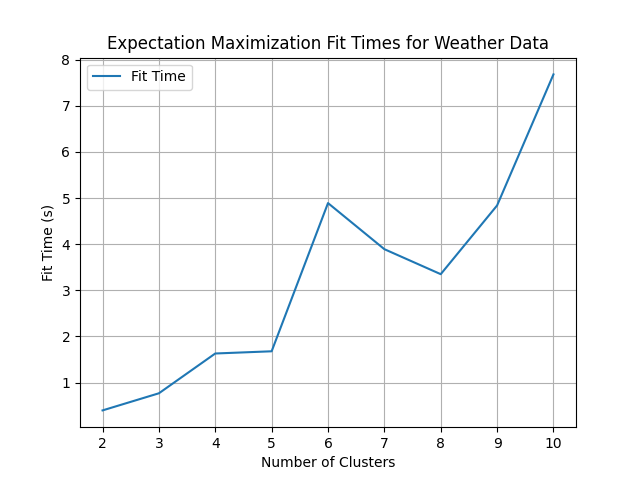 Expectation Maximization Fit Times for Weather Data
Fit Time
8
7
6
5
4
3
2
1
Fit Time (s)
2 3 4 5 6 7 8 9 10
Number of Clusters